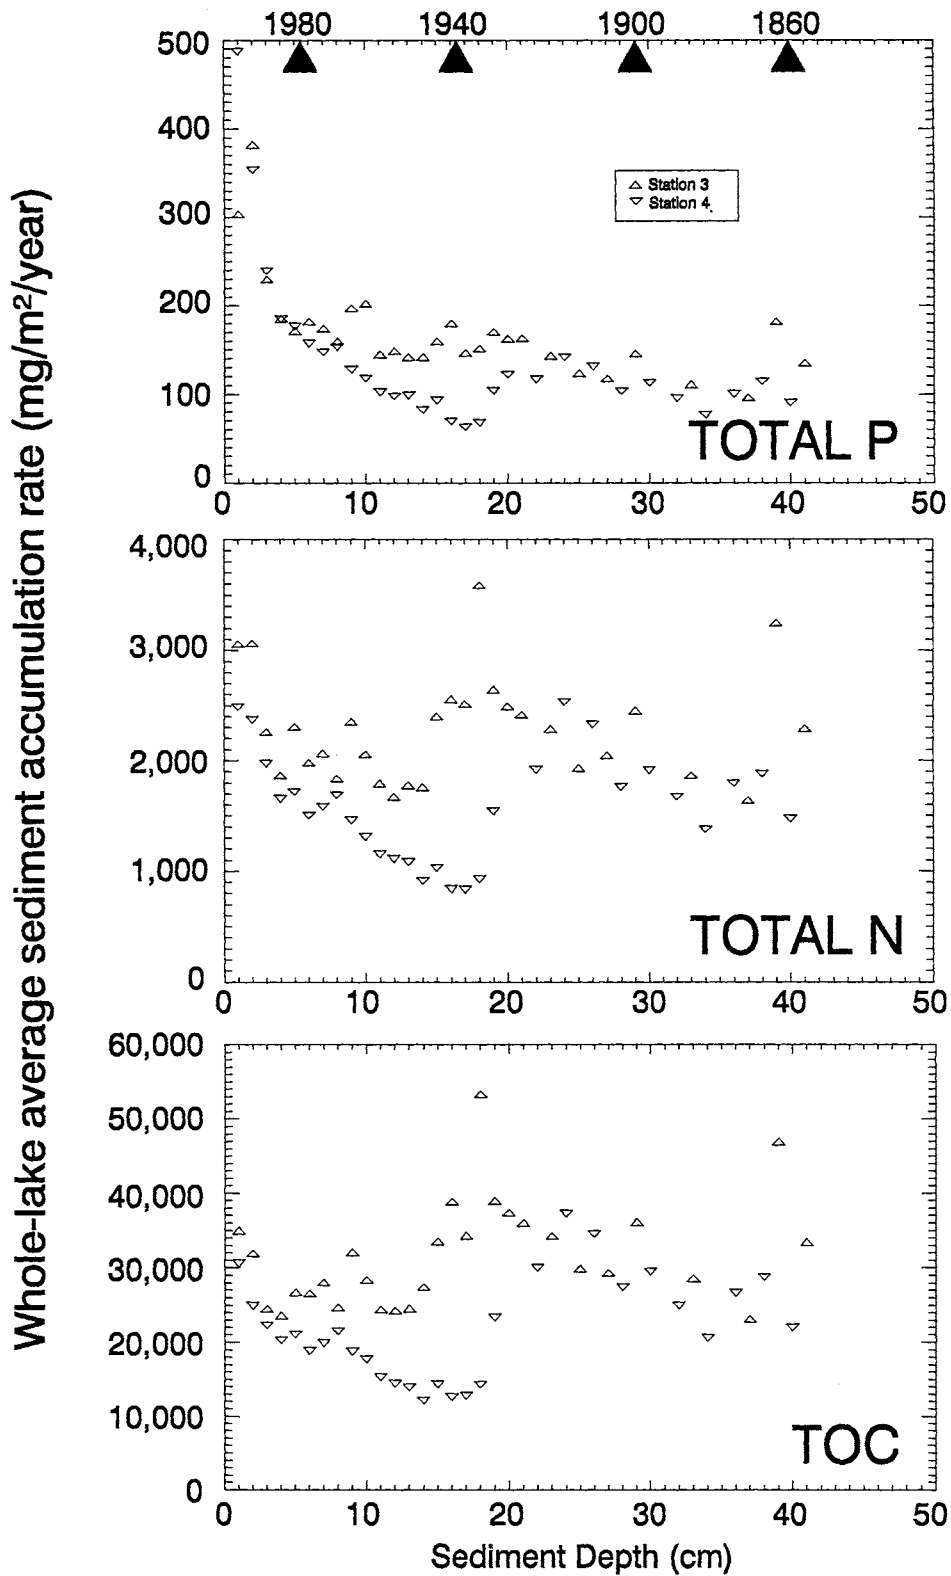 1980 1940 1900 1860
500
400
300
200
100
0
Station 3
Station 4
TOTAL P
0 10 20 30 40 50
4,000
3,000
2,000
1,000
0
TOTAL N
0 10 20 30 40 50
60,000
50,000
40,000
30,000
20,000
10,000
0
TOC
0 10 20 30 40 50
Sediment Depth (cm)
Whole-lake average sediment accumulation rate (mg/m²/year)